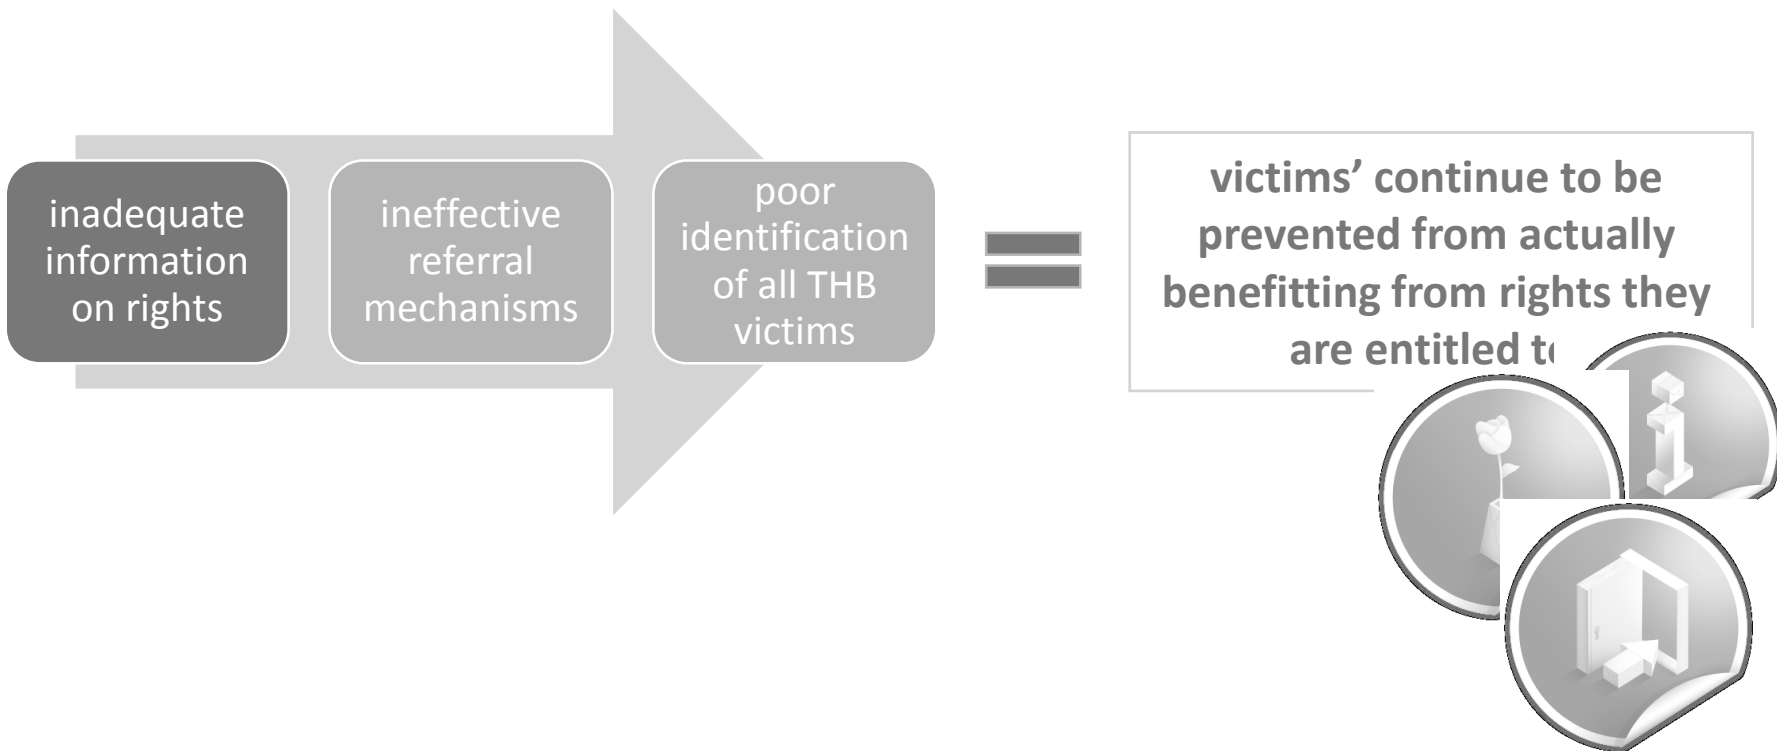 inadequate
information
on rights
ineffective
referral
mechanisms
poor
identification
of all THB
victims
victims’ continue to be
prevented from actually
benefitting from rights they
are entitled to